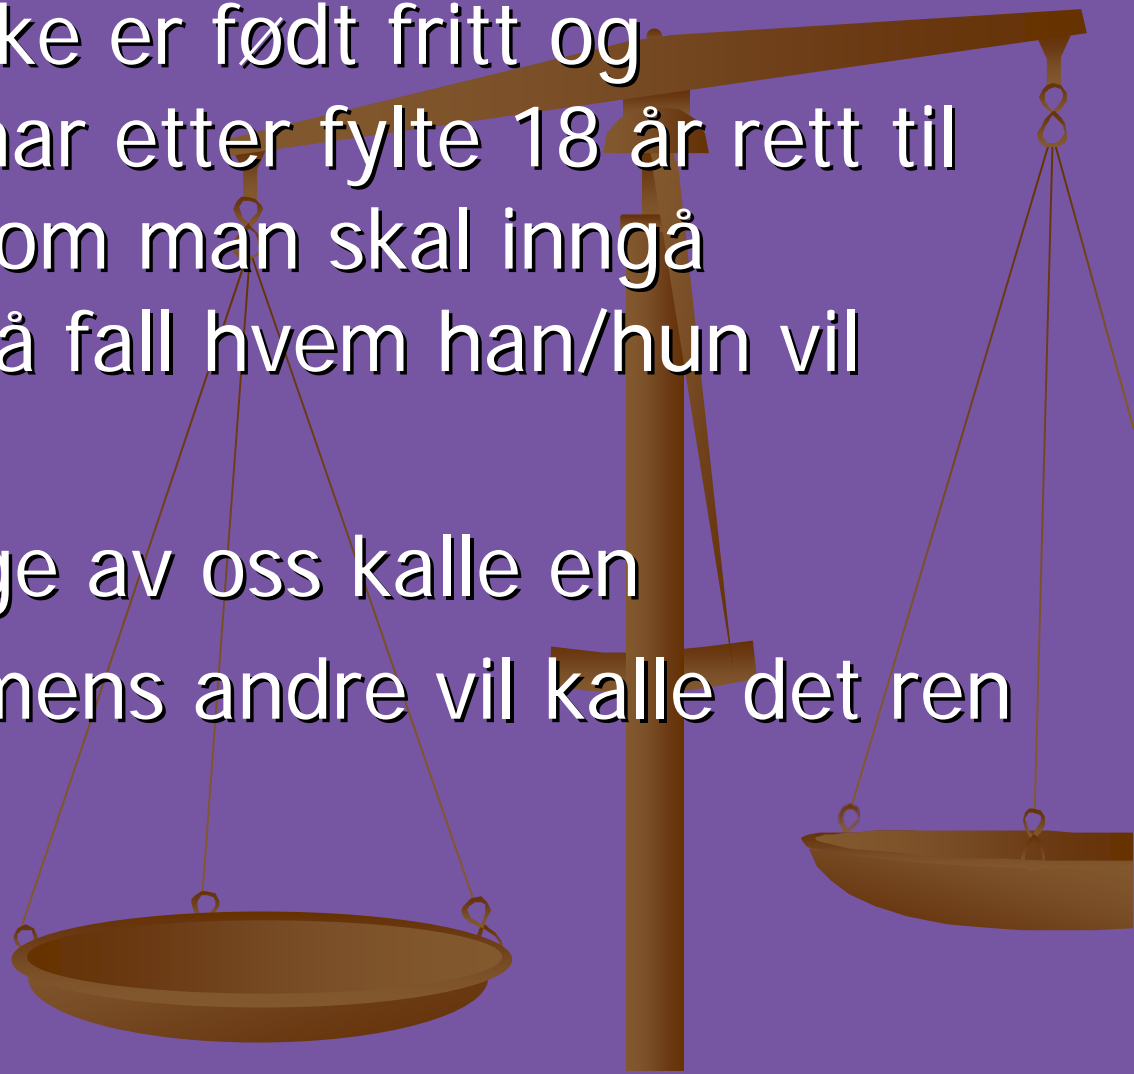 ke er født fritt og
har etter fylte 18 år rett til
om man skal inngå
å fall hvem han/hun vil
ge av oss kalle en
mens andre vil kalle det ren